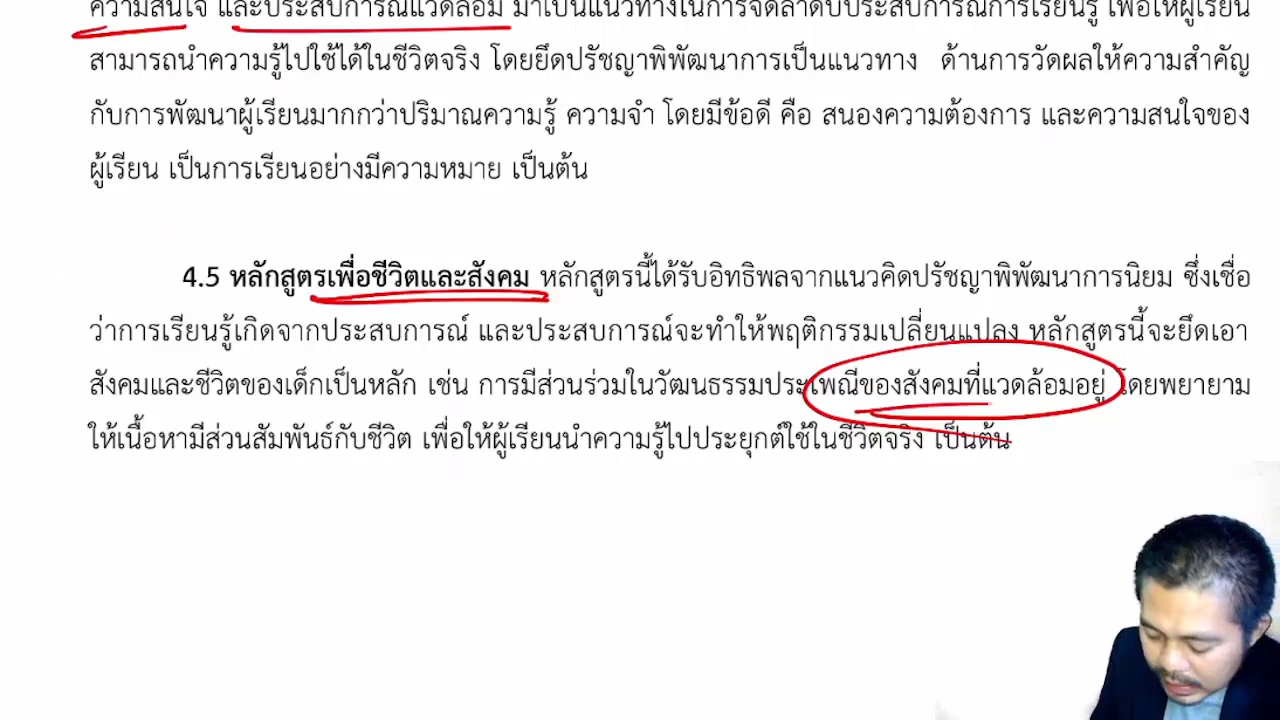 ความสนใจ และประสบการณ์แวดล้อม มาเป็นแนวทางในการจัดลำดับประสบการณ์การเรียนรู้ เพื่อให้ผู้เรียน
สามารถนำความรู้ไปใช้ได้ในชีวิตจริง โดยยึดปรัชญาพิพัฒนาการเป็นแนวทาง ด้านการวัดผลให้ความสำคัญ
กับการพัฒนาผู้เรียนมากกว่าปริมาณความรู้ ความจำ โดยมีข้อดี คือ สนองความต้องการ และความสนใจของ
ผู้เรียน เป็นการเรียนอย่างมีความหมาย เป็นต้น
4.5 หลักสูตรเพื่อชีวิตและสังคม หลักสูตรนี้ได้รับอิทธิพลจากแนวคิดปรัชญาพิพัฒนาการนิยม ซึ่งเชื่อ
ว่าการเรียนรู้เกิดจากประสบการณ์ และประสบการณ์จะทำให้พฤติกรรมเปลี่ยนแปลง หลักสูตรนี้จะยึดเอา
สังคมและชีวิตของเด็กเป็นหลัก เช่น การมีส่วนร่วมในวัฒนธรรมประเพณีของสังคมที่แวดล้อมอยู่ โดยพยายาม
ให้เนื้อหามีส่วนสัมพันธ์กับชีวิต เพื่อให้ผู้เรียนนำความรู้ไปประยุกต์ใช้ในชีวิตจริง เป็นต้น